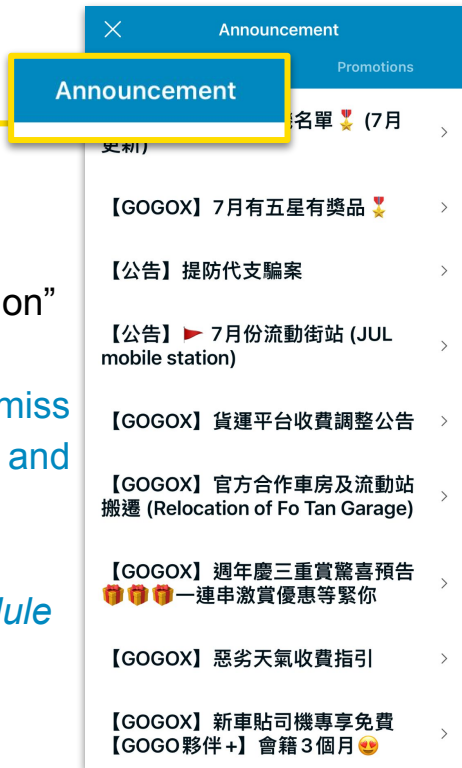 Announcement
Promotions
Announcement
名單🎖️ (7月
更新)
【GOGOX】7月有五星有獎品🎖️
【公告】提防代支騙案
on”
【公告】🚩 7月份流動街站 (JUL
mobile station)
miss
【GOGOX】貨運平台收費調整公告
and
【GOGOX】官方合作車房及流動站
搬遷 (Relocation of Fo Tan Garage)
【GOGOX】週年慶三重賞驚喜預告
🎁🎁🎁一連串激賞優惠等緊你
dule
【GOGOX】惡劣天氣收費指引
【GOGOX】新車貼司機專享免費
【GOGO夥伴+】會籍3個月😍